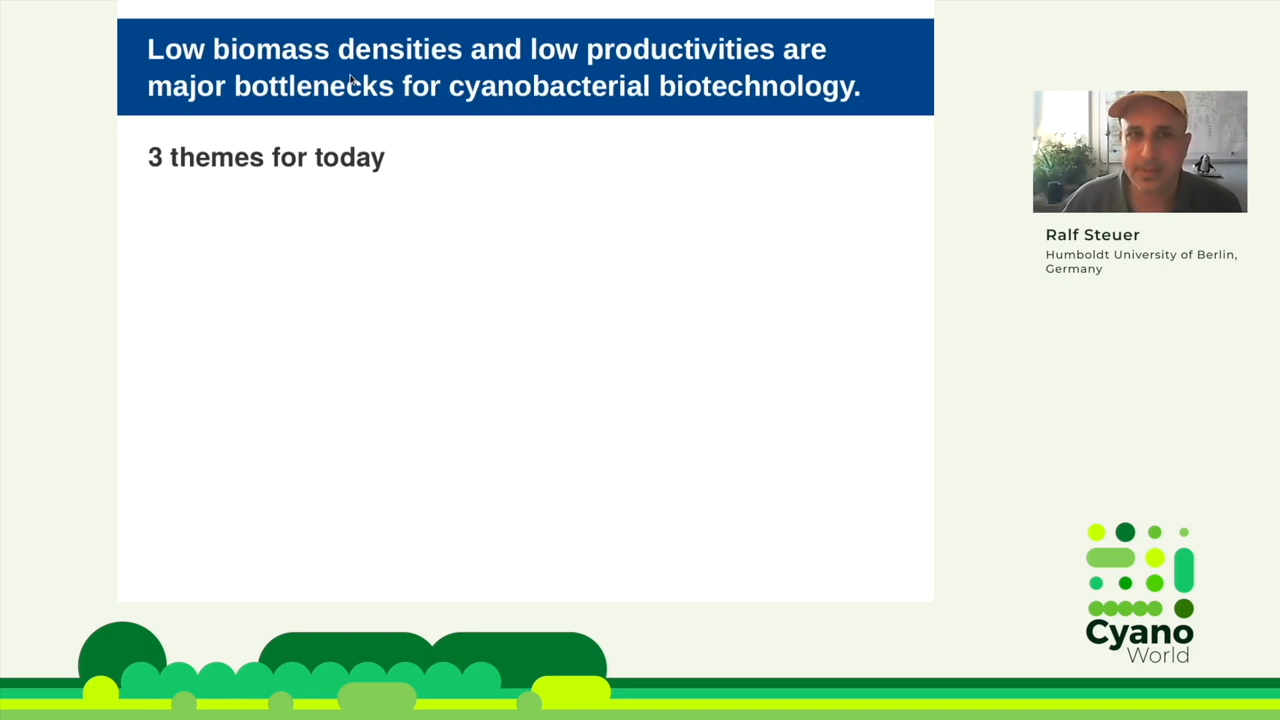 Low biomass densities and low productivities are
major bottlenecks for cyanobacterial biotechnology.
3 themes for today
Ralf Steuer
Humboldt University of Berlin,
Germany
Cyano
World